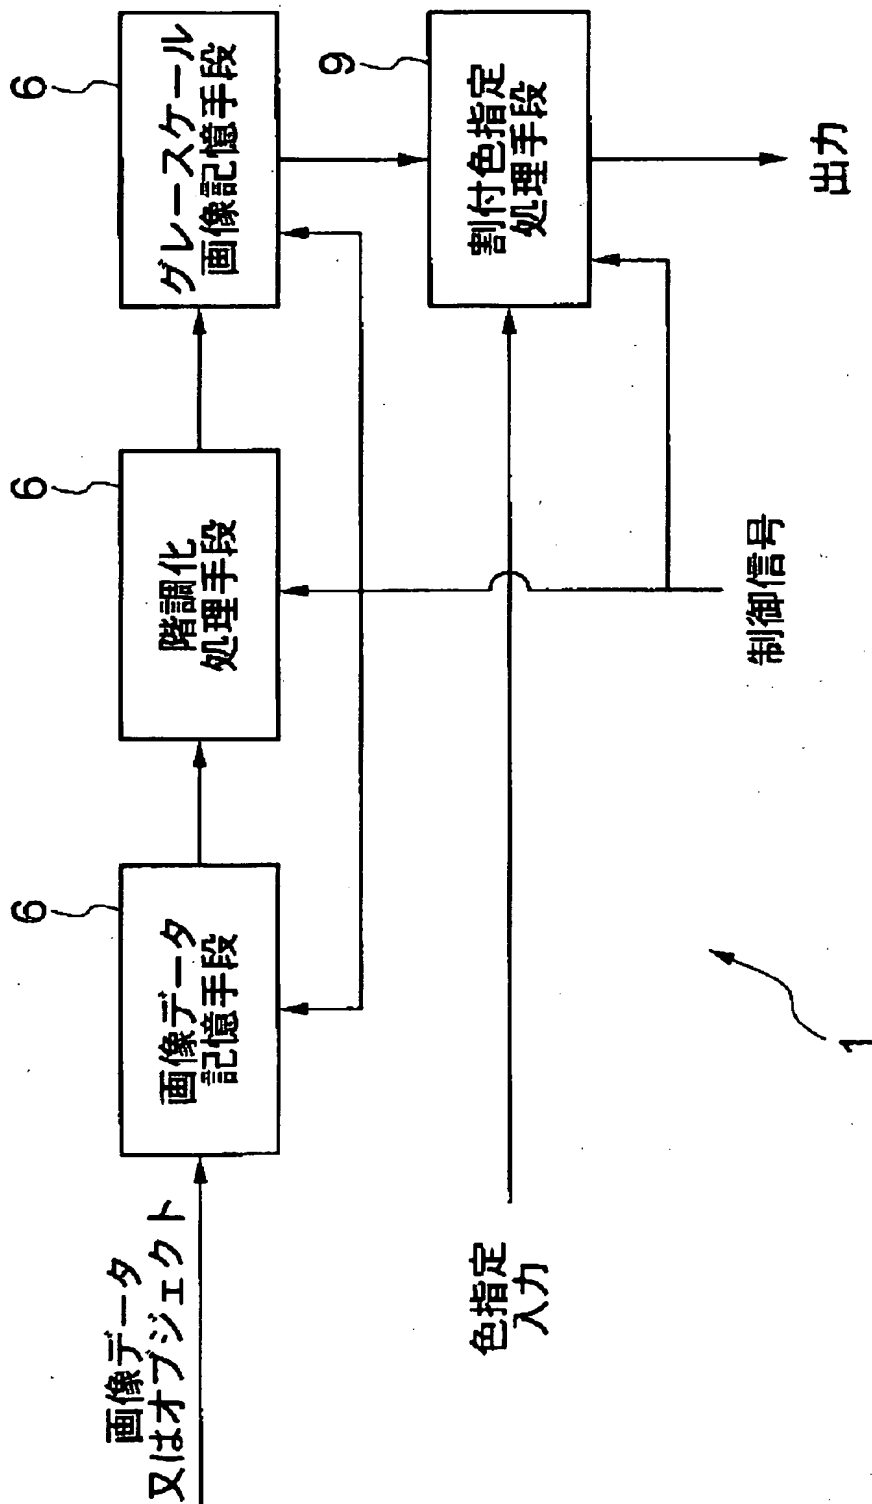 画像データ
又はオブジェクト
6
画像データ
記憶手段
6
階調化
処理手段
6
グレースケール
画像記憶手段
色指定
入力
9
割付色指定
処理手段
制御信号
出力
1